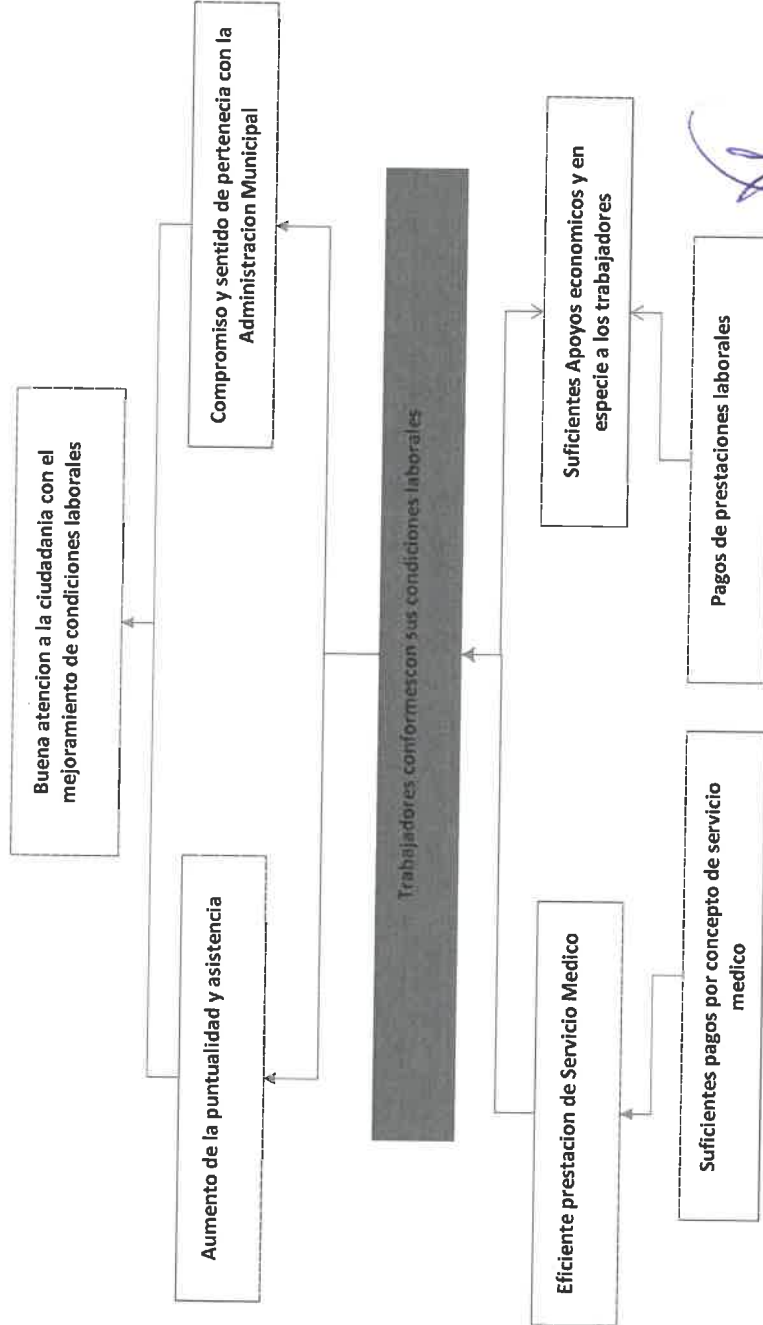 Buena atencion a la ciudadania con el
mejoramiento de condiciones laborales
Aumento de la puntualidad y asistencia
Compromiso y sentido de pertenecia con la
Administracion Municipal
Trabajadores conformescon sus condiciones laborales
Eficiente prestacion de Servicio Medico
Suficientes Apoyos economicos y en
especie a los trabajadores
Suficientes pagos por concepto de servicio
medico
Pagos de prestaciones laborales